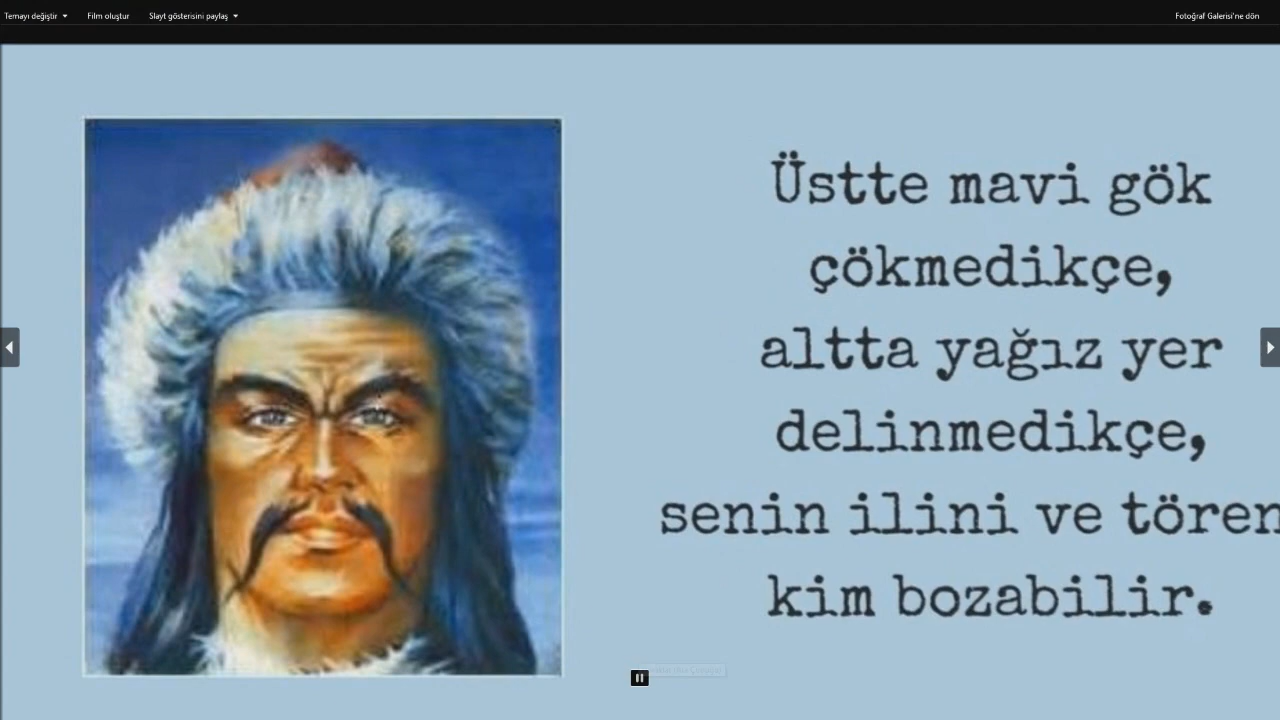 Temayı değiştir Film oluştur Slayt gösterisini paylaş Fotoğraf Galerisi'ne dön
Üstte mavi gök
çökmedikçe,
altta yağız yer
delinmedikçe,
senin ilini ve tören
kim bozabilir.